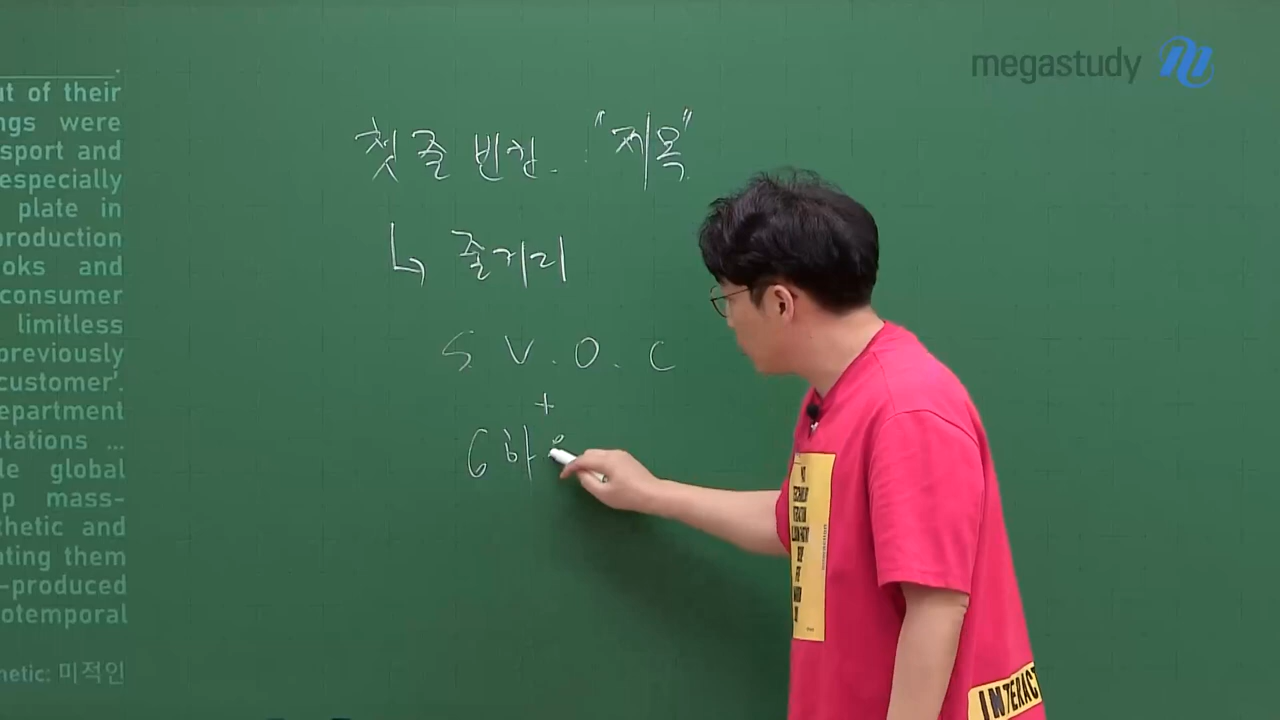 megastudy
ut of their
ngs were
sport and
especially
plate in
production
oks and
consumer
limitless
previously
customer'.
epartment
ntations ...
le global
p mass-
thetic and
ating them
-produced
otemporal
hetic: 미적인
첫 줄 빈칸. : "제목"
↳ 줄거리
S. V. O. C
+
6하
INTERACT